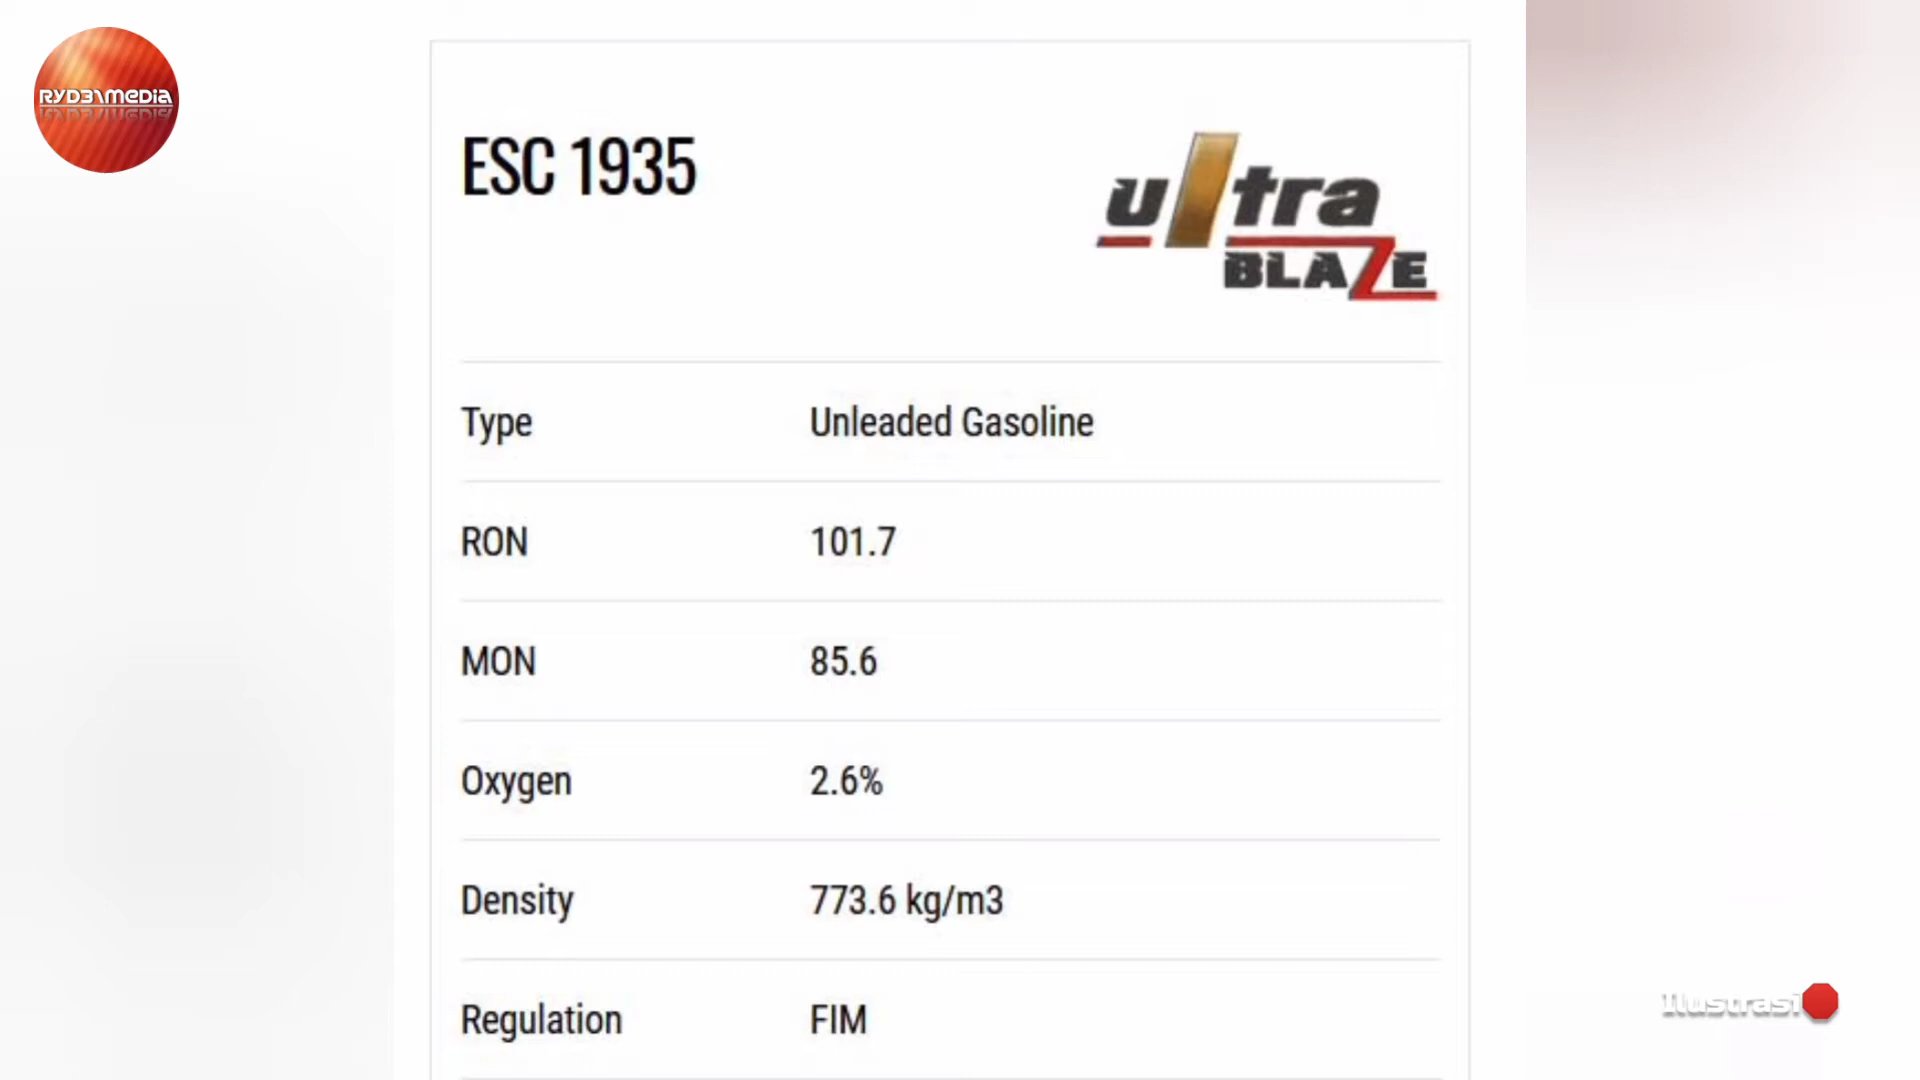 RYD3\media
ESC 1935
ultra
BLAZE
Type Unleaded Gasoline
RON 101.7
MON 85.6
Oxygen 2.6%
Density 773.6 kg/m3
Regulation FIM
Ilustrasi